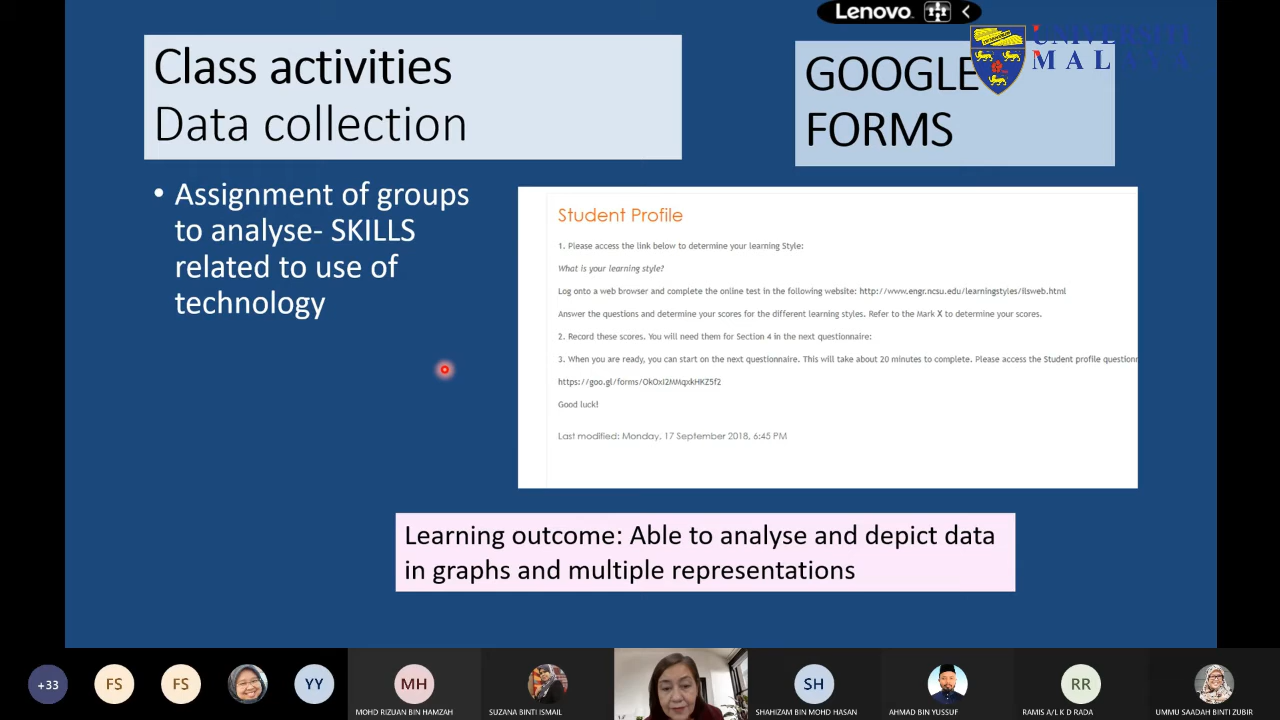 Lenovo
UNIVERSITI
MALAYA
Class activities
Data collection
GOOGLE
FORMS
• Assignment of groups
to analyse- SKILLS
related to use of
technology
Student Profile
1. Please access the link below to determine your learning Style:
What is your learning style?
Log onto a web browser and complete the online test in the following website: http://www.engr.ncsu.edu/learningstyles/ilsweb.html
Answer the questions and determine your scores for the different learning styles. Refer to the Mark X to determine your scores.
2. Record these scores. You will need them for Section 4 in the next questionnaire:
3. When you are ready, you can start on the next questionnaire. This will take about 20 minutes to complete. Please access the Student profile questionn
https://goo.gl/forms/OkOxI2MMqxkHKZ5f2
Good luck!
Last modified: Monday, 17 September 2018, 6:45 PM
Learning outcome: Able to analyse and depict data
in graphs and multiple representations
+33
FS
FS
YY
MH
SH
RR
MOHD RIZUAN BIN HAMZAH
SUZANA BINTI ISMAIL
SHAHIZAM BIN MOHD HASAN
AHMAD BIN YUSSUF
RAMIS A/L K D RADA
UMMU SAADAH BINTI ZUBIR